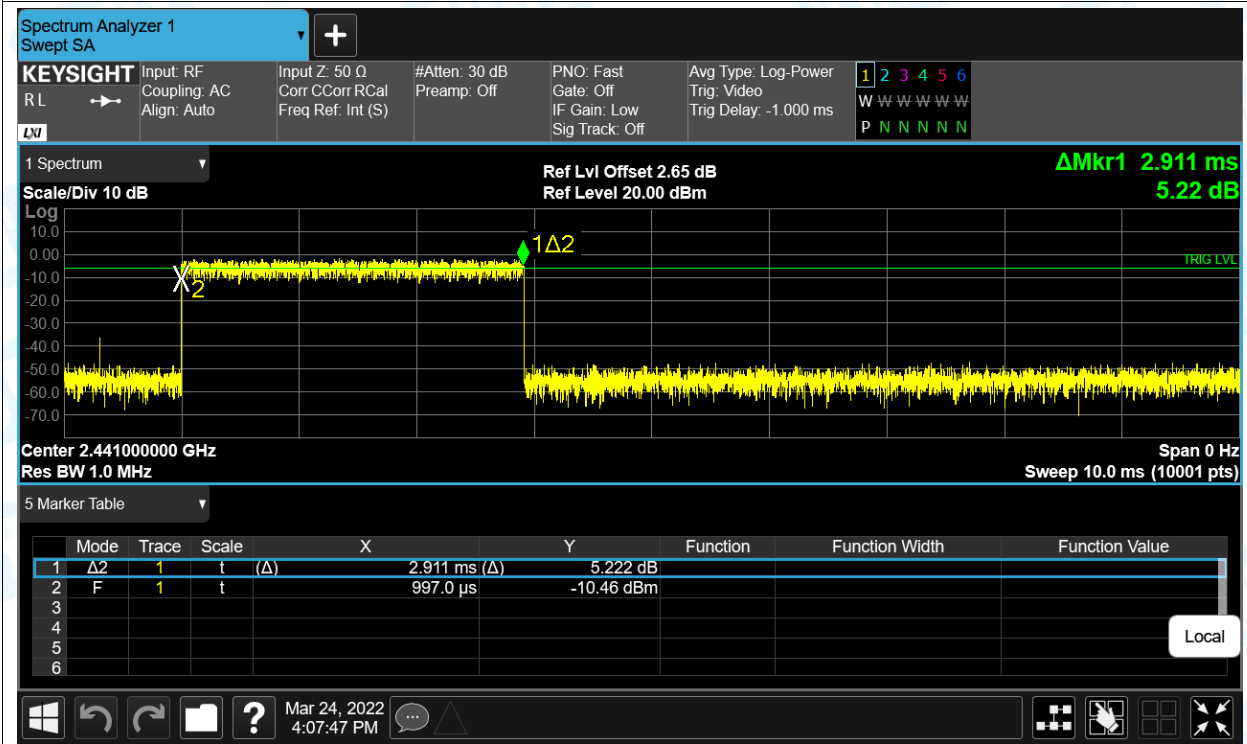 Spectrum Analyzer 1
Swept SA
+
KEYSIGHT Input: RF Input Z: 50 Ω #Atten: 30 dB PNO: Fast Avg Type: Log-Power 1 2 3 4 5 6
R L Coupling: AC Corr CCorr RCal Preamp: Off Gate: Off Trig: Video W W W W W W
Align: Auto Freq Ref: Int (S) IF Gain: Low Trig Delay: -1.000 ms
LXI Sig Track: Off P N N N N N
1 Spectrum Ref Lvl Offset 2.65 dB ΔMkr1 2.911 ms
Scale/Div 10 dB Ref Level 20.00 dBm 5.22 dB
Log
10.0
1Δ2
0.00
TRIG LVL
-10.0
2
-20.0
-30.0
-40.0
-50.0
-60.0
-70.0
Center 2.441000000 GHz Span 0 Hz
Res BW 1.0 MHz Sweep 10.0 ms (10001 pts)
5 Marker Table
Mode Trace Scale X Y Function Function Width Function Value
1 Δ2 1 t (Δ) 2.911 ms (Δ) 5.222 dB
2 F 1 t 997.0 µs -10.46 dBm
3
4
5
6
Local
? Mar 24, 2022
4:07:47 PM